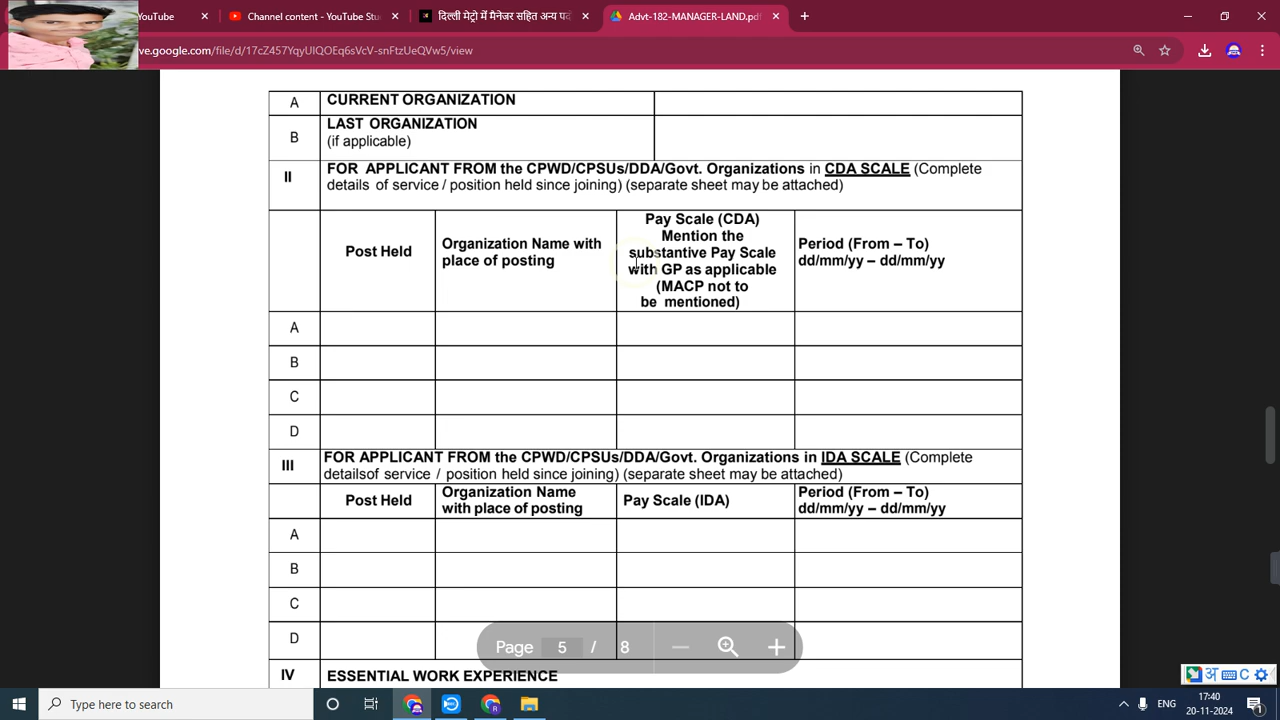 YouTube
Channel content - YouTube Stu
दिल्ली मेट्रो में मैनेजर सहित अन्य पद
Advt-182-MANAGER-LAND.pdf
ve.google.com/file/d/17cZ457YqyUIQOEq6sVcV-snFtzUeQVw5/view
A CURRENT ORGANIZATION
B LAST ORGANIZATION
(if applicable)
II FOR APPLICANT FROM the CPWD/CPSUs/DDA/Govt. Organizations in CDA SCALE (Complete
details of service / position held since joining) (separate sheet may be attached)
Post Held
Organization Name with
place of posting
Pay Scale (CDA)
Mention the
substantive Pay Scale
with GP as applicable
(MACP not to
be mentioned)
Period (From – To)
dd/mm/yy – dd/mm/yy
A
B
C
D
III FOR APPLICANT FROM the CPWD/CPSUs/DDA/Govt. Organizations in IDA SCALE (Complete
detailsof service / position held since joining) (separate sheet may be attached)
Post Held
Organization Name
with place of posting
Pay Scale (IDA)
Period (From – To)
dd/mm/yy – dd/mm/yy
A
B
C
D
Page 5 / 8
IV ESSENTIAL WORK EXPERIENCE
अ C
Type here to search
17:40
20-11-2024